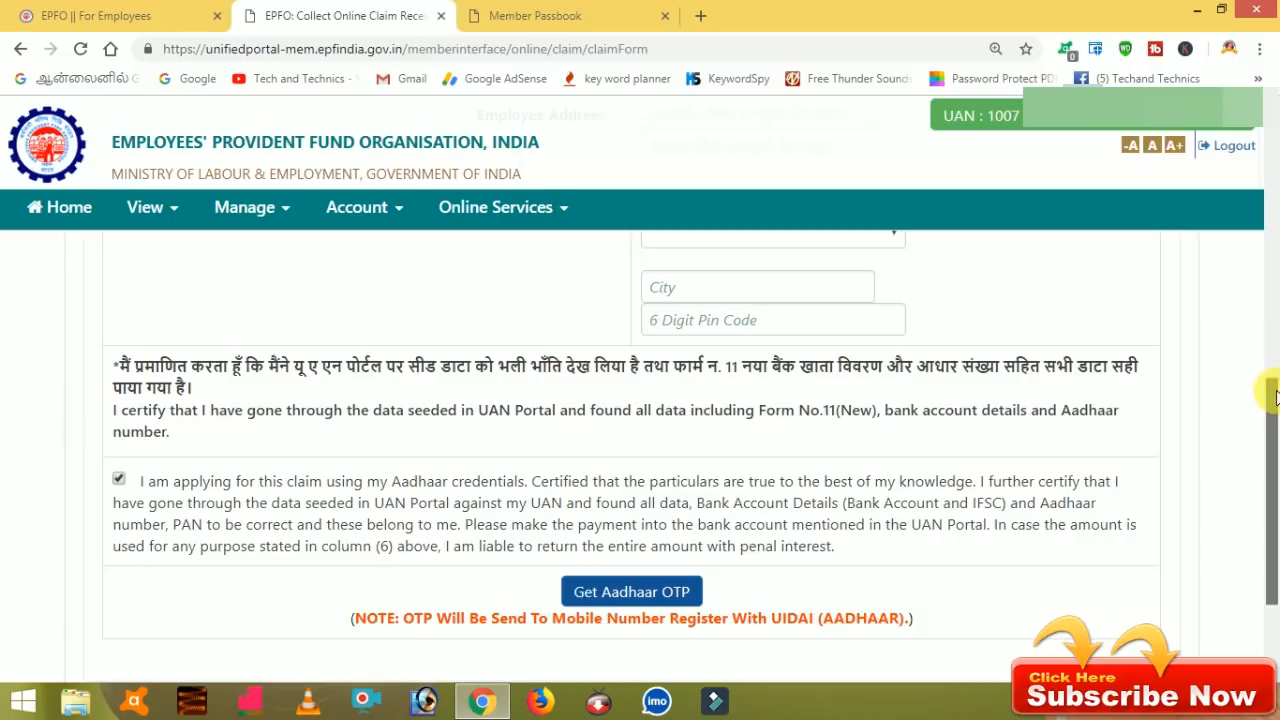 EPFO || For Employees
EPFO: Collect Online Claim Rece
Member Passbook
https://unifiedportal-mem.epfindia.gov.in/memberinterface/online/claim/claimForm
ஆன்லைனில்
Google
Tech and Technics -
Gmail
Google AdSense
key word planner
KeywordSpy
Free Thunder Sound
Password Protect PD
(5) Techand Technics
»
Employee Address
UAN : 1007
EMPLOYEES' PROVIDENT FUND ORGANISATION, INDIA
-A A A+ Logout
MINISTRY OF LABOUR & EMPLOYMENT, GOVERNMENT OF INDIA
Home View Manage Account Online Services
City
6 Digit Pin Code
*मैं प्रमाणित करता हूँ कि मैंने यू ए एन पोर्टल पर सीड डाटा को भली भाँति देख लिया है तथा फार्म न. 11 नया बैंक खाता विवरण और आधार संख्या सहित सभी डाटा सही
पाया गया है।
I certify that I have gone through the data seeded in UAN Portal and found all data including Form No.11(New), bank account details and Aadhaar
number.
I am applying for this claim using my Aadhaar credentials. Certified that the particulars are true to the best of my knowledge. I further certify that I
have gone through the data seeded in UAN Portal against my UAN and found all data, Bank Account Details (Bank Account and IFSC) and Aadhaar
number, PAN to be correct and these belong to me. Please make the payment into the bank account mentioned in the UAN Portal. In case the amount is
used for any purpose stated in column (6) above, I am liable to return the entire amount with penal interest.
Get Aadhaar OTP
(NOTE: OTP Will Be Send To Mobile Number Register With UIDAI (AADHAAR).)
Click Here
Subscribe Now
imo